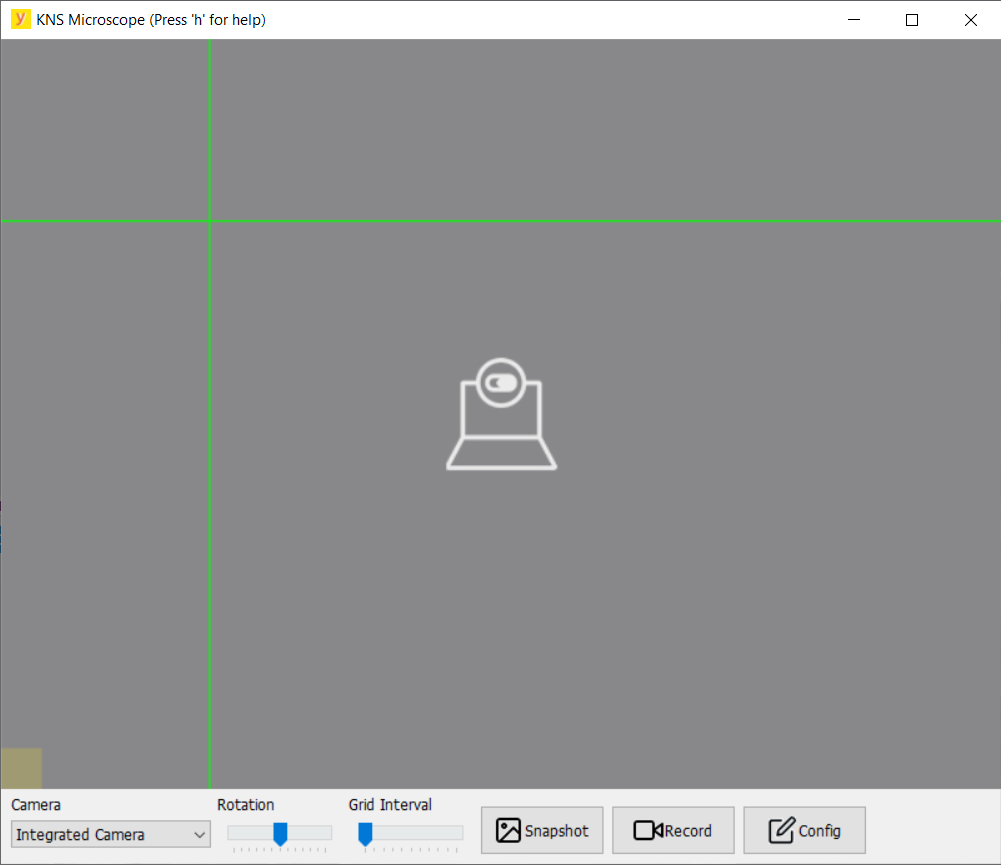 y KNS Microscope (Press 'h' for help)
Camera
Rotation
Grid Interval
Integrated Camera
Snapshot
Record
Config